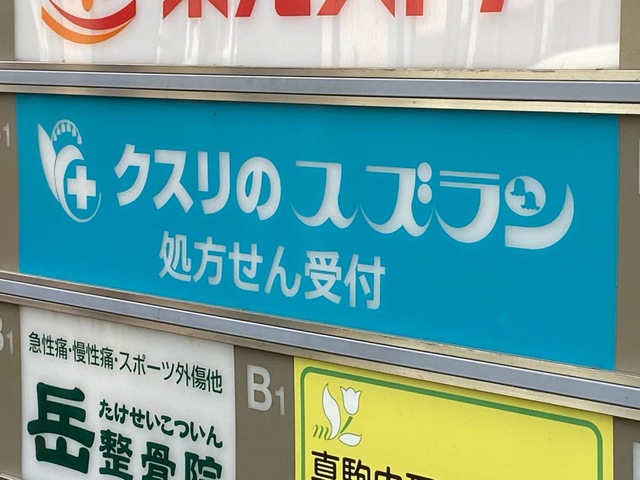 クスリのスズラン
処方せん受付
急性痛・慢性痛・スポーツ外傷他
たけせいこついん
岳整骨院
B1